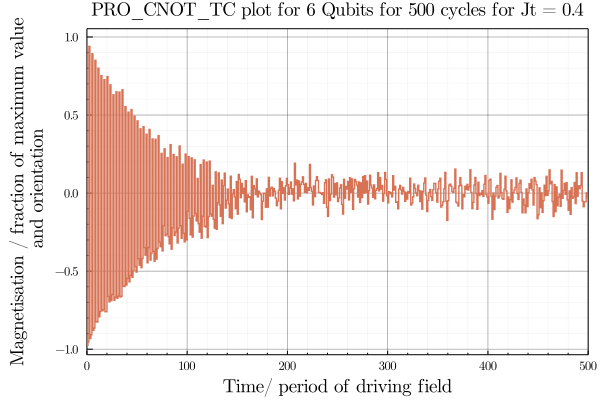 PRO_CNOT_TC plot for 6 Qubits for 500 cycles for Jt = 0.4
Magnetisation / fraction of maximum value
and orientation
1.0
0.5
0.0
−0.5
−1.0
0
100
200
300
400
500
Time/ period of driving field